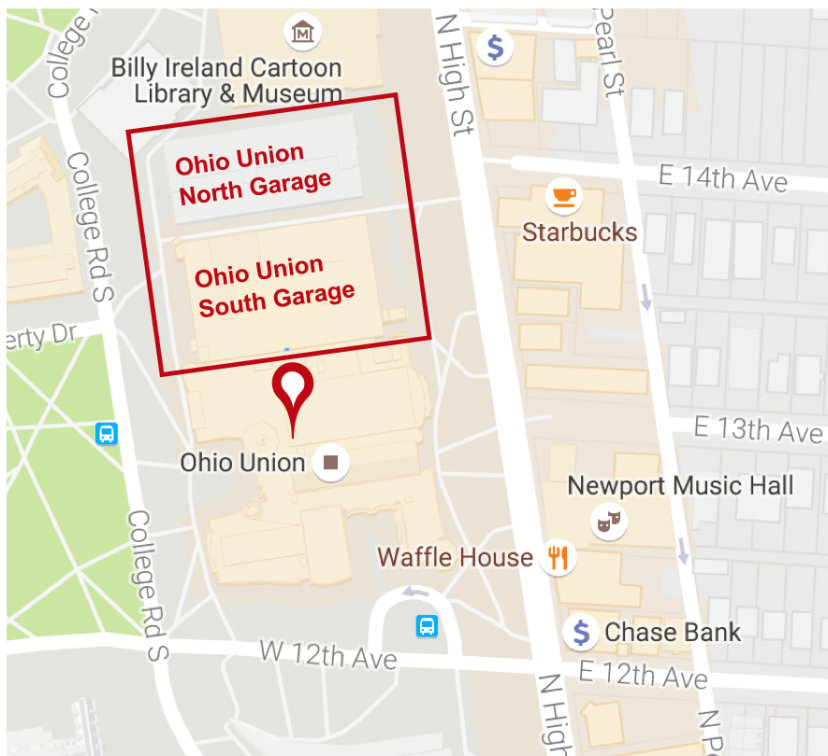 College R
N High St
$
Pearl St
Billy Ireland Cartoon
Library & Museum
Ohio Union
North Garage
E 14th Ave
College Rd S
Starbucks
Ohio Union
South Garage
erty Dr
E 13th Ave
Ohio Union
Newport Music Hall
College Rd S
Waffle House
$ Chase Bank
W 12th Ave
E 12th Ave
N High
N Pe